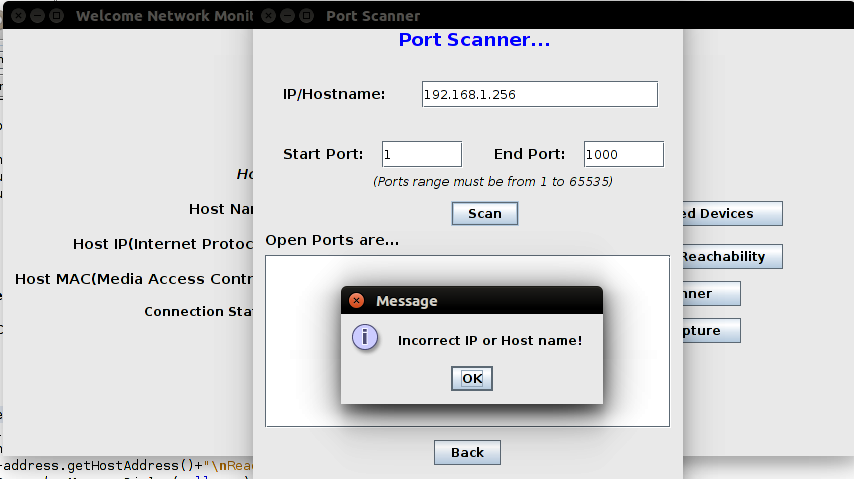 Welcome Network Monit
Port Scanner
Port Scanner...
IP/Hostname:
192.168.1.256
Start Port:
1
End Port:
1000
(Ports range must be from 1 to 65535)
Scan
Open Ports are...
Message
Incorrect IP or Host name!
OK
Back
Ho
Host Nan
Host IP(Internet Protoc
Host MAC(Media Access Contr
Connection Stat
ed Devices
Reachability
nner
pture
address.getHostAddress()+"\nReac